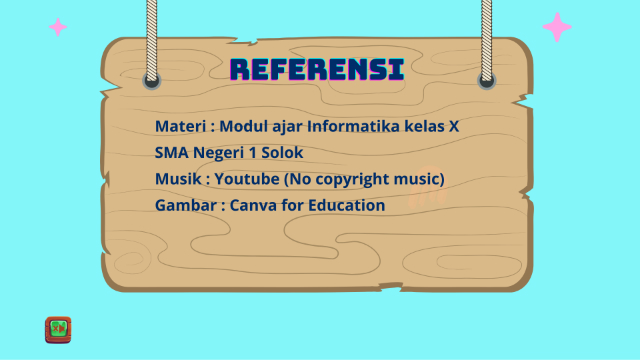 REFERENSI
Materi : Modul ajar Informatika kelas X
SMA Negeri 1 Solok
Musik : Youtube (No copyright music)
Gambar : Canva for Education